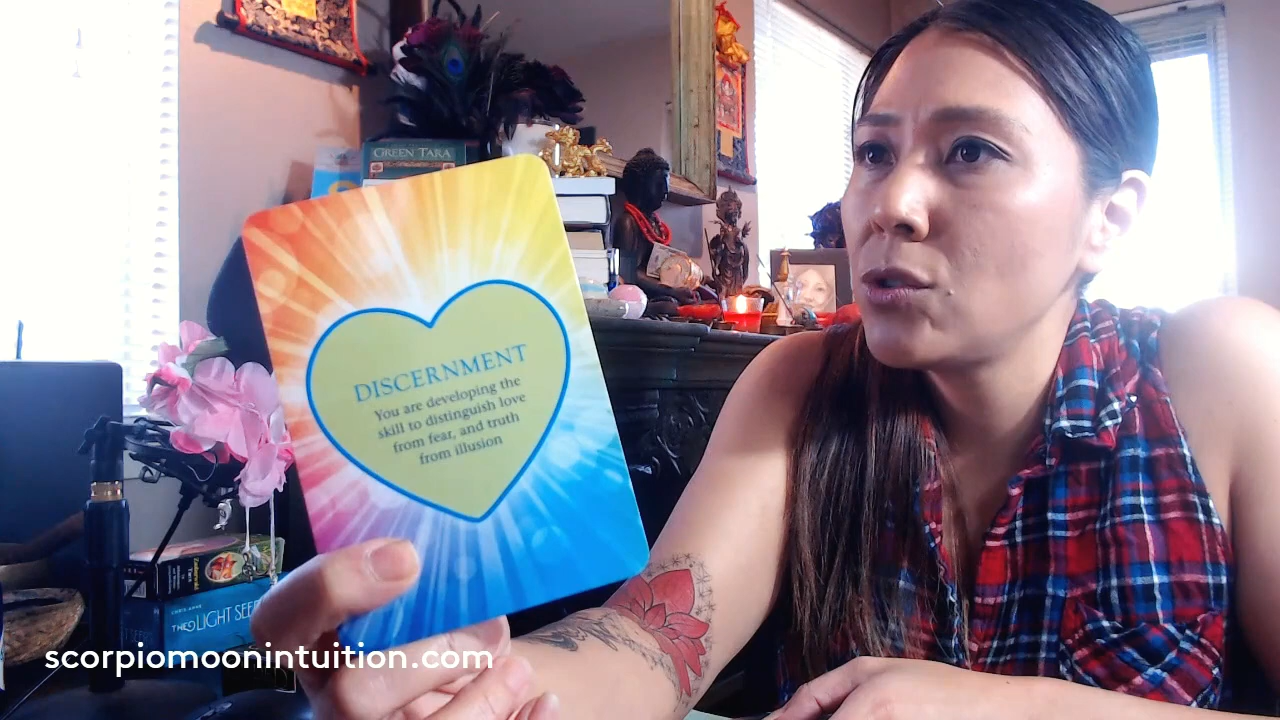 GREEN TARA
DISCERNMENT
You are developing the
skill to distinguish love
from fear, and truth
from illusion
THE LIGHT SEE
scorpiomoonintuition.com